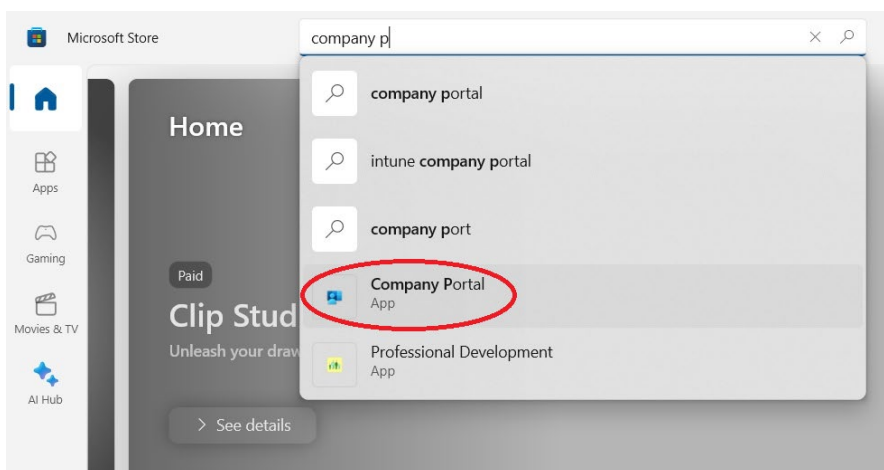 Microsoft Store
company p
Home
Apps
Gaming
Movies & TV
AI Hub
company portal
intune company portal
company port
Company Portal
App
Professional Development
App
Paid
Clip Stud
Unleash your draw
See details